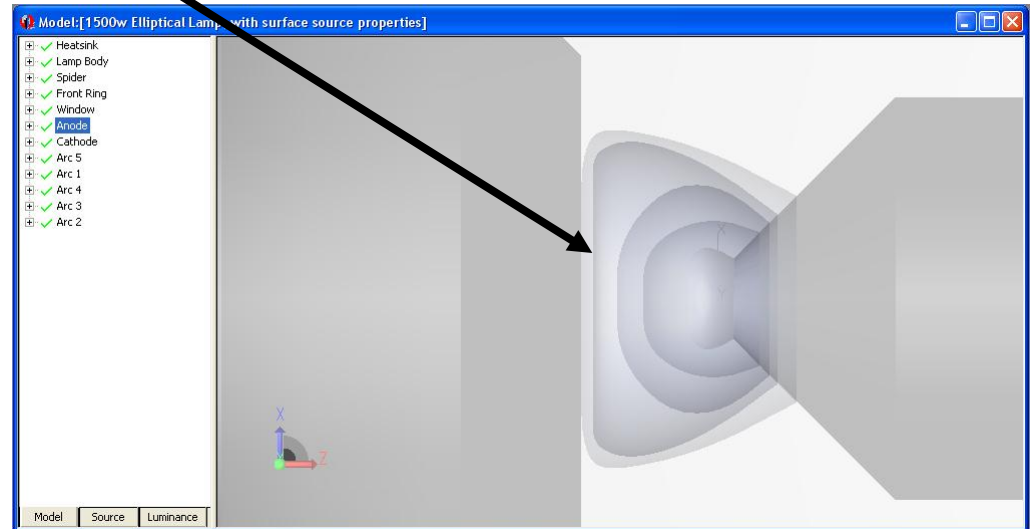 Model:[1500w Elliptical Lamp with surface source properties]
Heatsink
Lamp Body
Spider
Front Ring
Window
Anode
Cathode
Arc 5
Arc 1
Arc 4
Arc 3
Arc 2
X
Y
X
Z
Model Source Luminance